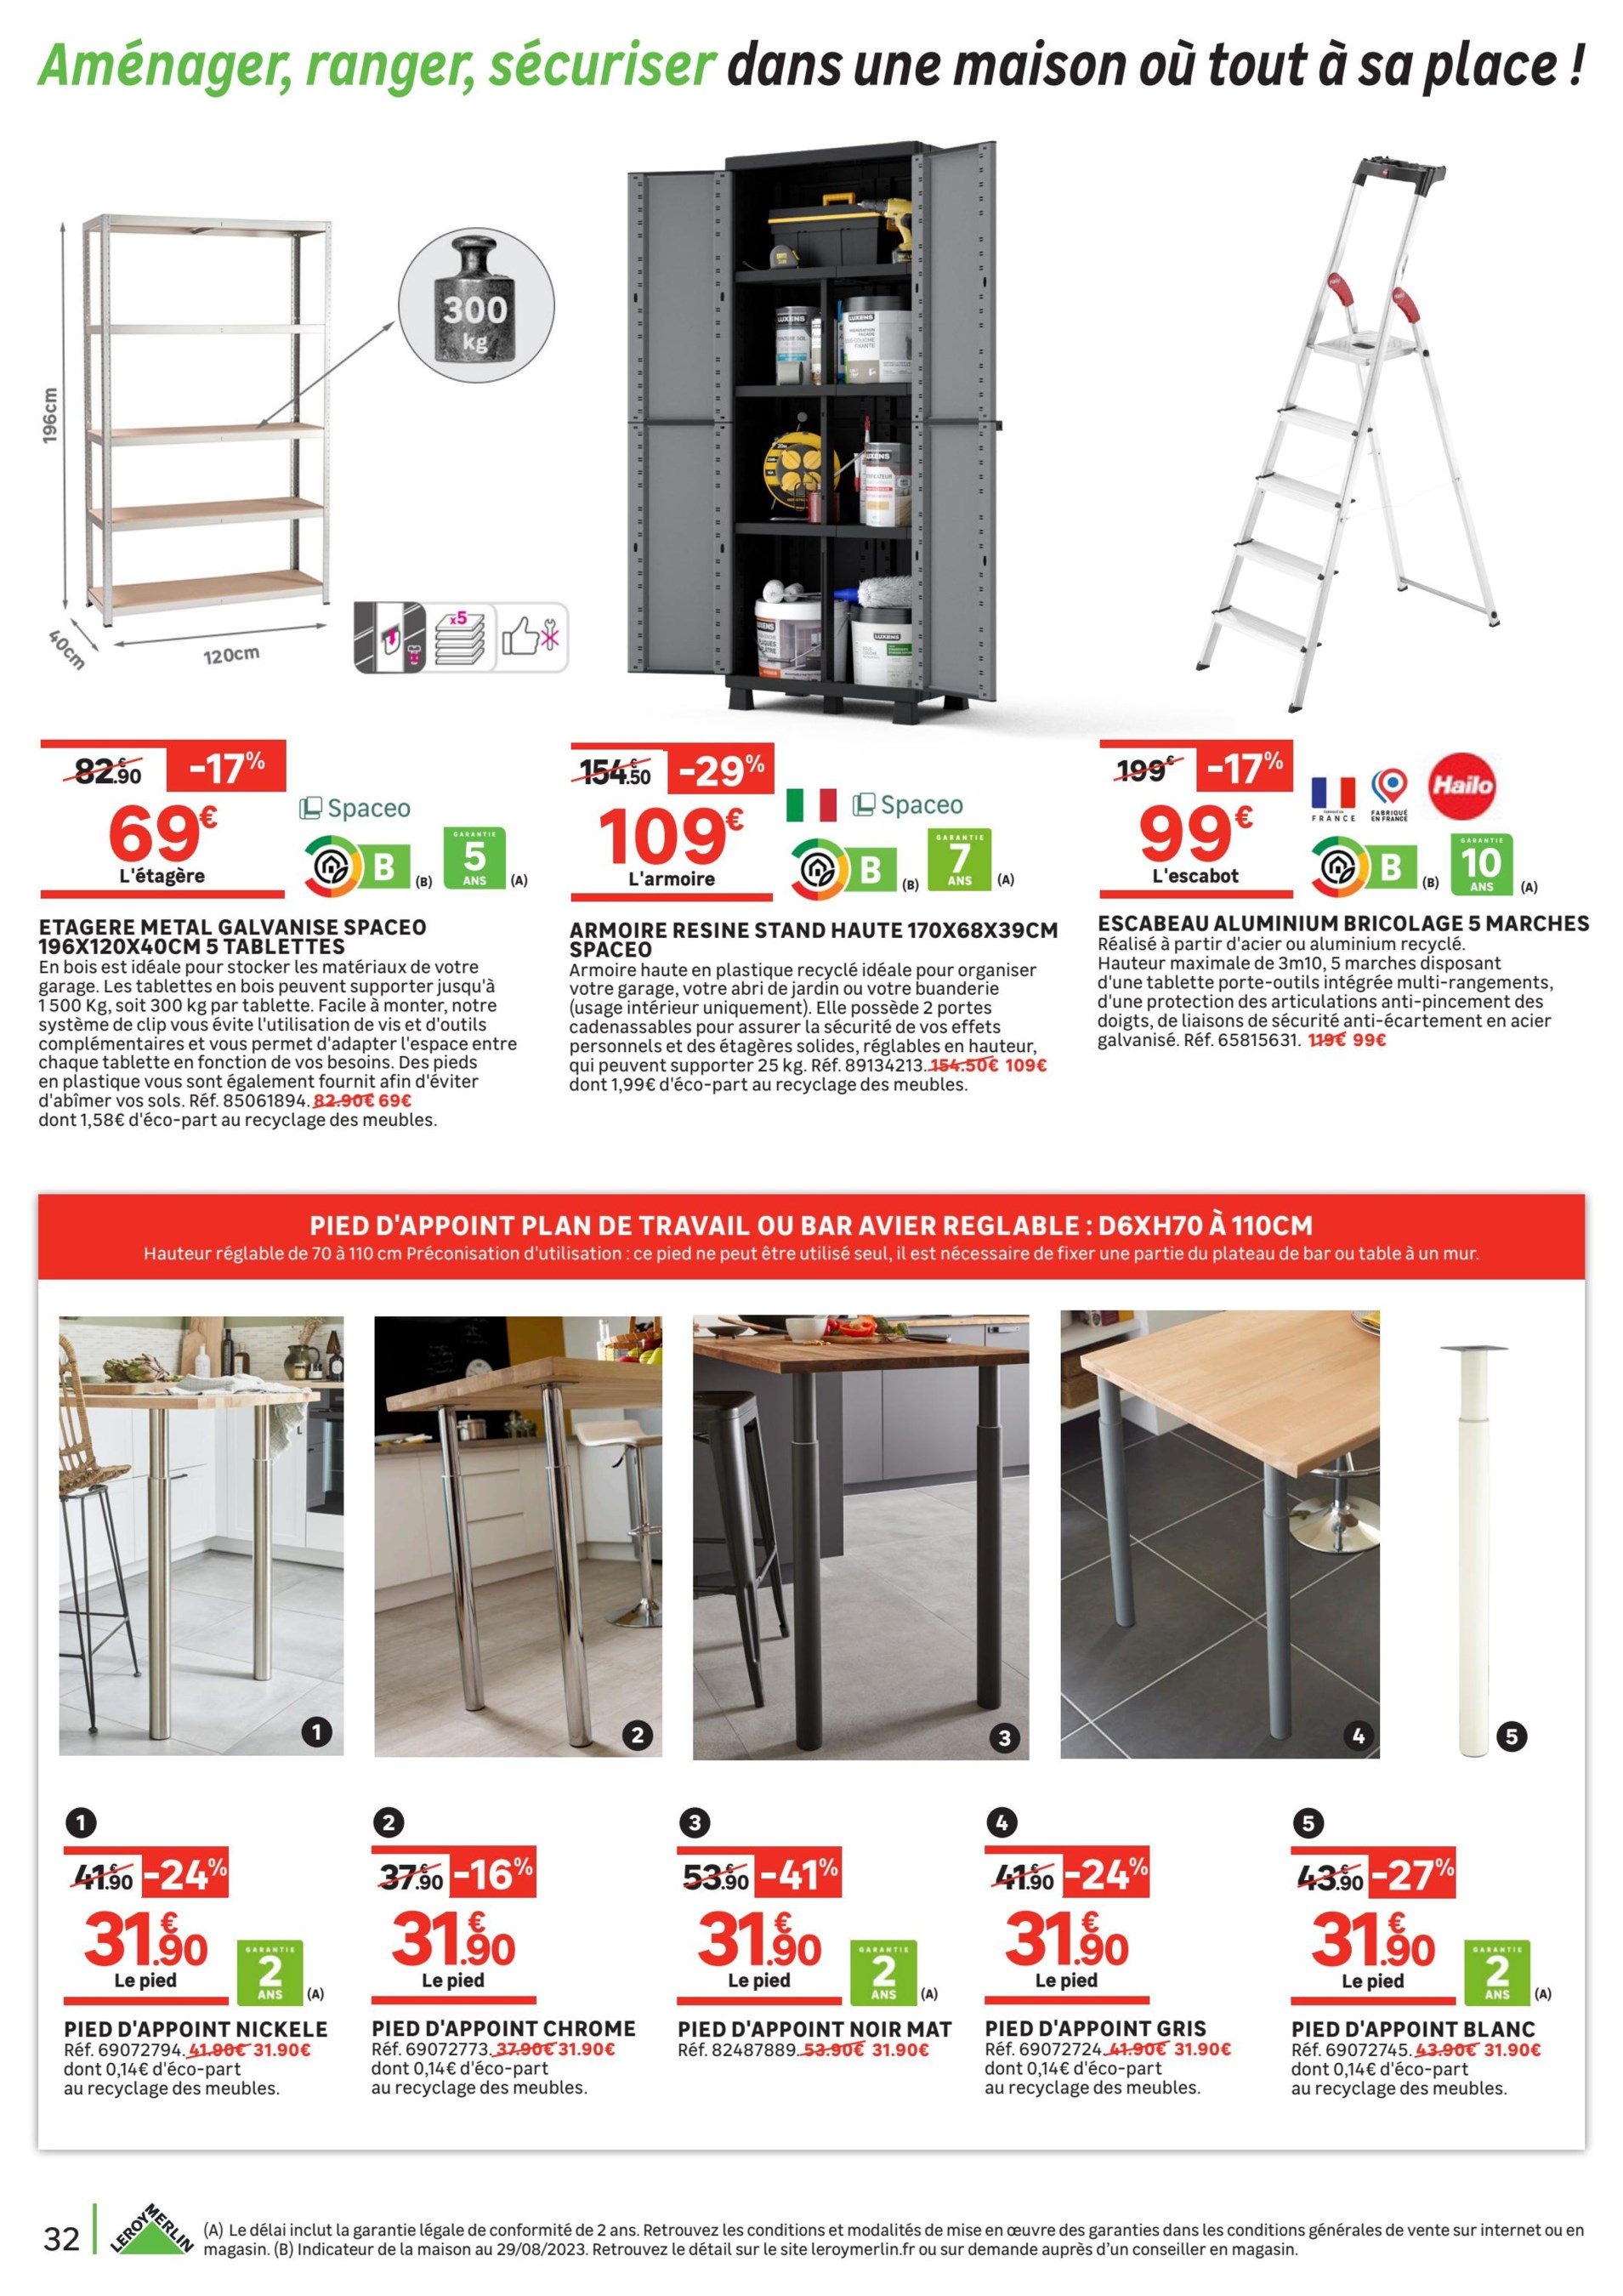 Aménager, ranger, sécuriser dans une maison où tout à sa place !
300
kg
196cm
40cm
120cm
x5
82€.90 -17%
69€
L'étagère
Spaceo
B (B)
GARANTIE
5
ANS (A)
ETAGERE METAL GALVANISE SPACEO
196X120X40CM 5 TABLETTES
En bois est idéale pour stocker les matériaux de votre
garage. Les tablettes en bois peuvent supporter jusqu'à
1 500 Kg, soit 300 kg par tablette. Facile à monter, notre
système de clip vous évite l'utilisation de vis et d'outils
complémentaires et vous permet d'adapter l'espace entre
chaque tablette en fonction de vos besoins. Des pieds
en plastique vous sont également fournit afin d'éviter
d'abîmer vos sols. Réf. 85061894. 82.90€ 69€
dont 1,58€ d'éco-part au recyclage des meubles.
LUXENS
LUXENS
LUXENS
LUXENS
154€.50 -29%
109€
L'armoire
Spaceo
B (B)
GARANTIE
7
ANS (A)
ARMOIRE RESINE STAND HAUTE 170X68X39CM
SPACEO
Armoire haute en plastique recyclé idéale pour organiser
votre garage, votre abri de jardin ou votre buanderie
(usage intérieur uniquement). Elle possède 2 portes
cadenassables pour assurer la sécurité de vos effets
personnels et des étagères solides, réglables en hauteur,
qui peuvent supporter 25 kg. Réf. 89134213. 154.50€ 109€
dont 1,99€ d'éco-part au recyclage des meubles.
199€ -17%
99€
L'escabot
FRANCE
FABRIQUÉ
EN FRANCE
Hailo
B (B)
GARANTIE
10
ANS (A)
ESCABEAU ALUMINIUM BRICOLAGE 5 MARCHES
Réalisé à partir d'acier ou aluminium recyclé.
Hauteur maximale de 3m10, 5 marches disposant
d'une tablette porte-outils intégrée multi-rangements,
d'une protection des articulations anti-pincement des
doigts, de liaisons de sécurité anti-écartement en acier
galvanisé. Réf. 65815631. 119€ 99€
PIED D'APPOINT PLAN DE TRAVAIL OU BAR AVIER REGLABLE : D6XH70 À 110CM
Hauteur réglable de 70 à 110 cm Préconisation d'utilisation : ce pied ne peut être utilisé seul, il est nécessaire de fixer une partie du plateau de bar ou table à un mur.
1
2
3
4
5
1
41€.90 -24%
31€.90
Le pied
GARANTIE
2
ANS (A)
PIED D'APPOINT NICKELE
Réf. 69072794. 41.90€ 31.90€
dont 0,14€ d'éco-part
au recyclage des meubles.
2
37€.90 -16%
31€.90
Le pied
PIED D'APPOINT CHROME
Réf. 69072773. 37.90€ 31.90€
dont 0,14€ d'éco-part
au recyclage des meubles.
3
53€.90 -41%
31€.90
Le pied
GARANTIE
2
ANS (A)
PIED D'APPOINT NOIR MAT
Réf. 82487889. 53.90€ 31.90€
4
41€.90 -24%
31€.90
Le pied
PIED D'APPOINT GRIS
Réf. 69072724. 41.90€ 31.90€
dont 0,14€ d'éco-part
au recyclage des meubles.
5
43€.90 -27%
31€.90
Le pied
GARANTIE
2
ANS (A)
PIED D'APPOINT BLANC
Réf. 69072745. 43.90€ 31.90€
dont 0,14€ d'éco-part
au recyclage des meubles.
32
LEROY MERLIN
(A) Le délai inclut la garantie légale de conformité de 2 ans. Retrouvez les conditions et modalités de mise en œuvre des garanties dans les conditions générales de vente sur internet ou en
magasin. (B) Indicateur de la maison au 29/08/2023. Retrouvez le détail sur le site leroymerlin.fr ou sur demande auprès d'un conseiller en magasin.